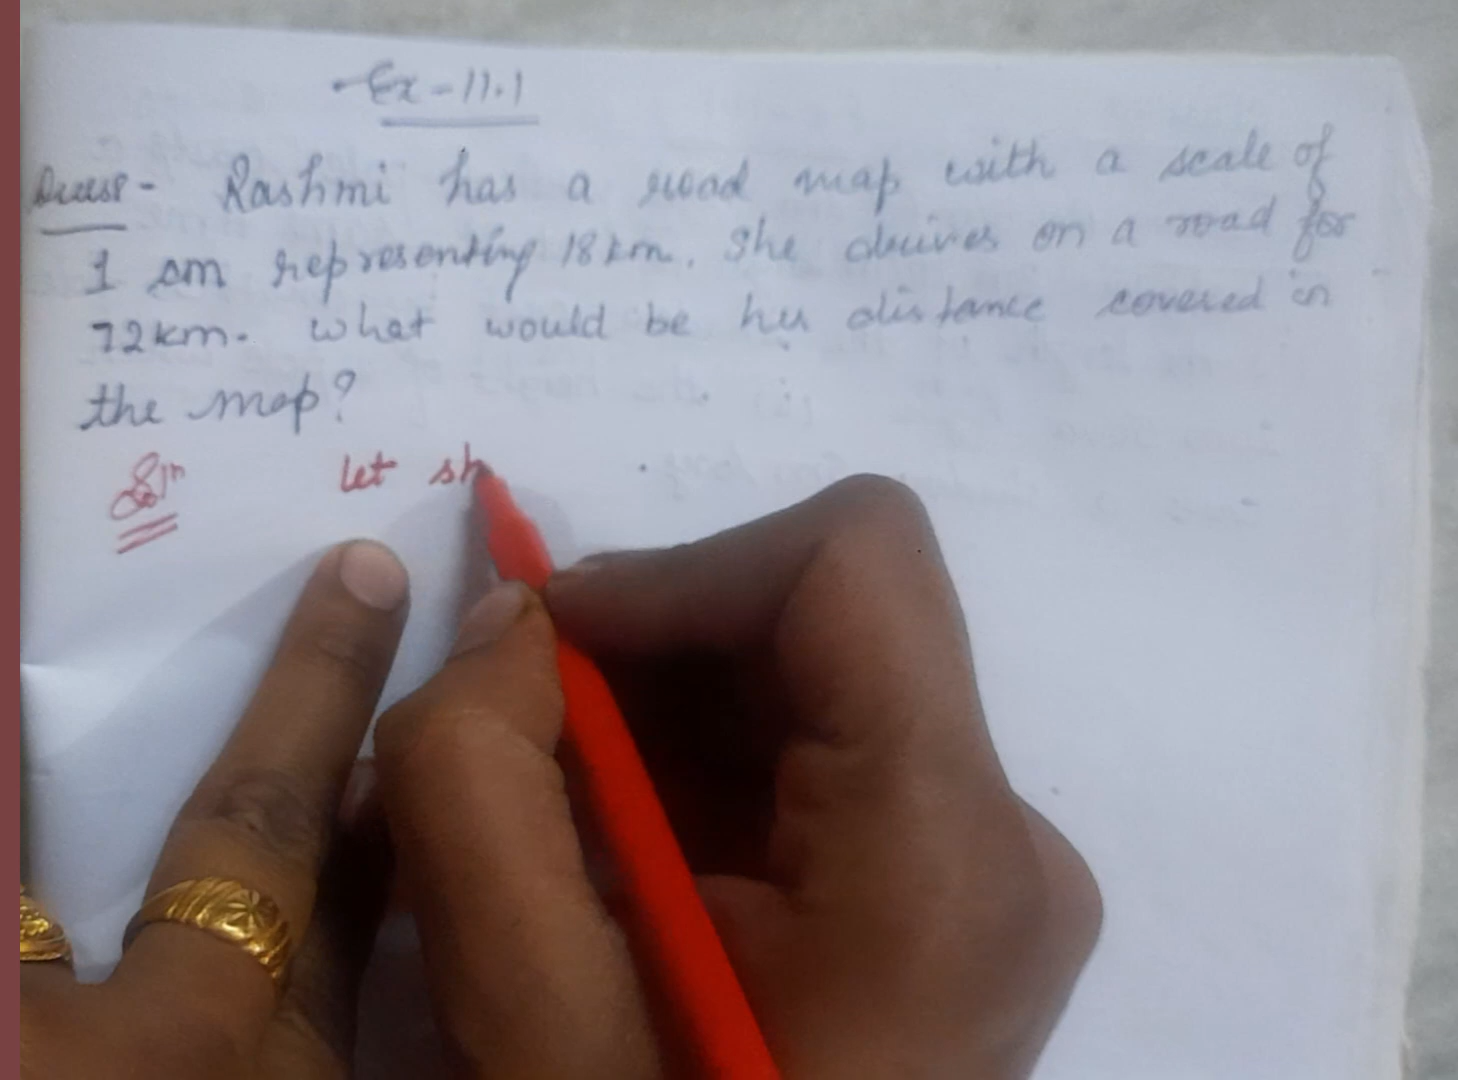 Ex-11.1
Ques- Rashmi has a road map with a scale of
1 cm representing 18 km. She drives on a road for
72 km. What would be her distance covered in
the map?
Soln Let sh